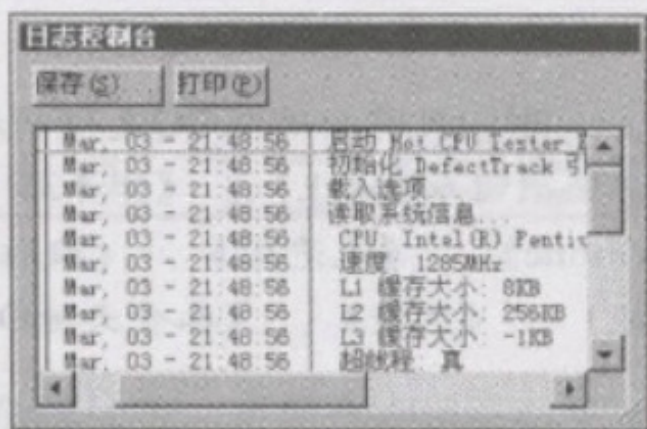 日志控制台
保存(S) 打印(P)
Mar, 03 - 21:48:56 启动 Hot CPU Tester
Mar, 03 - 21:48:56 初始化 DefectTrack 引
Mar, 03 - 21:48:56 载入选项...
Mar, 03 - 21:48:56 读取系统信息...
Mar, 03 - 21:48:56 CPU: Intel(R) Penti
Mar, 03 - 21:48:56 速度: 1285MHz
Mar, 03 - 21:48:56 L1 缓存大小: 8KB
Mar, 03 - 21:48:56 L2 缓存大小: 256KB
Mar, 03 - 21:48:56 L3 缓存大小: -1KB
Mar, 03 - 21:48:56 超线程: 真